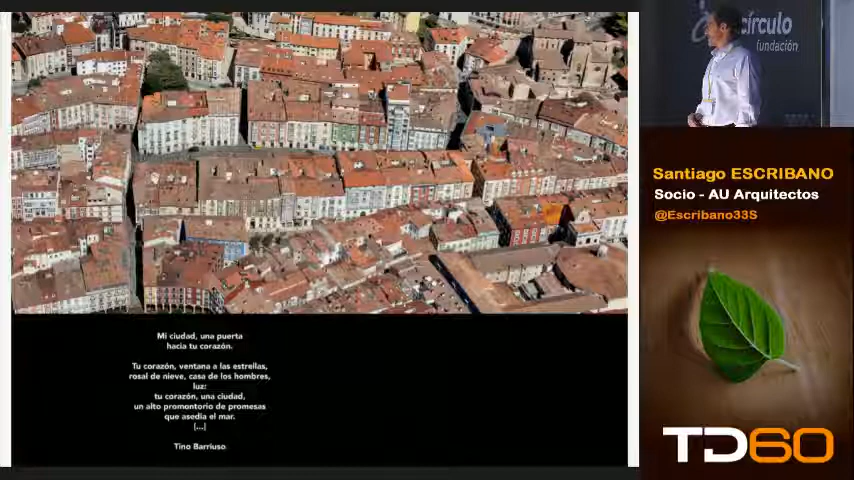 Mi ciudad, una puerta
hacia tu corazón.
Tu corazón, ventana a las estrellas,
rosal de nieve, casa de los hombres,
luz:
tu corazón, una ciudad,
un alto promontorio de promesas
que asedia el mar.
[...]
Tino Barriuso
círculo
fundación
Santiago ESCRIBANO
Socio - AU Arquitectos
@Escribano33S
TD60